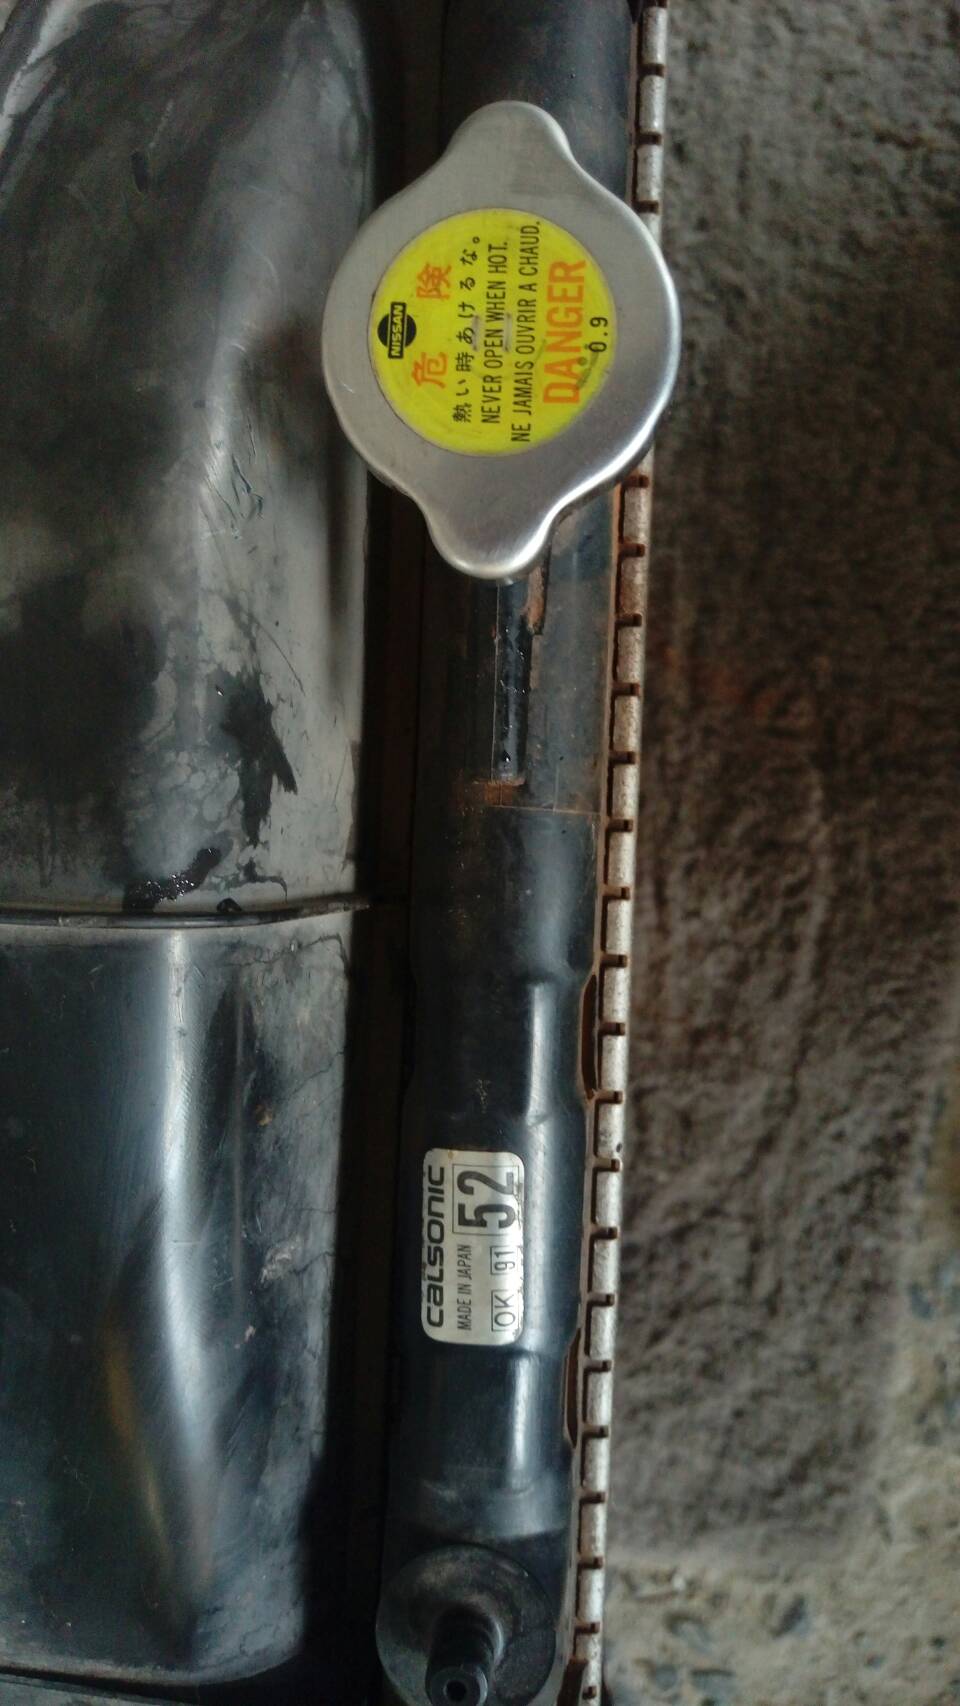 NISSAN
危険
熱い時あけるな。
NEVER OPEN WHEN HOT.
NE JAMAIS OUVRIR A CHAUD.
DANGER
0.9
calsonic
MADE IN JAPAN
OK 91 52